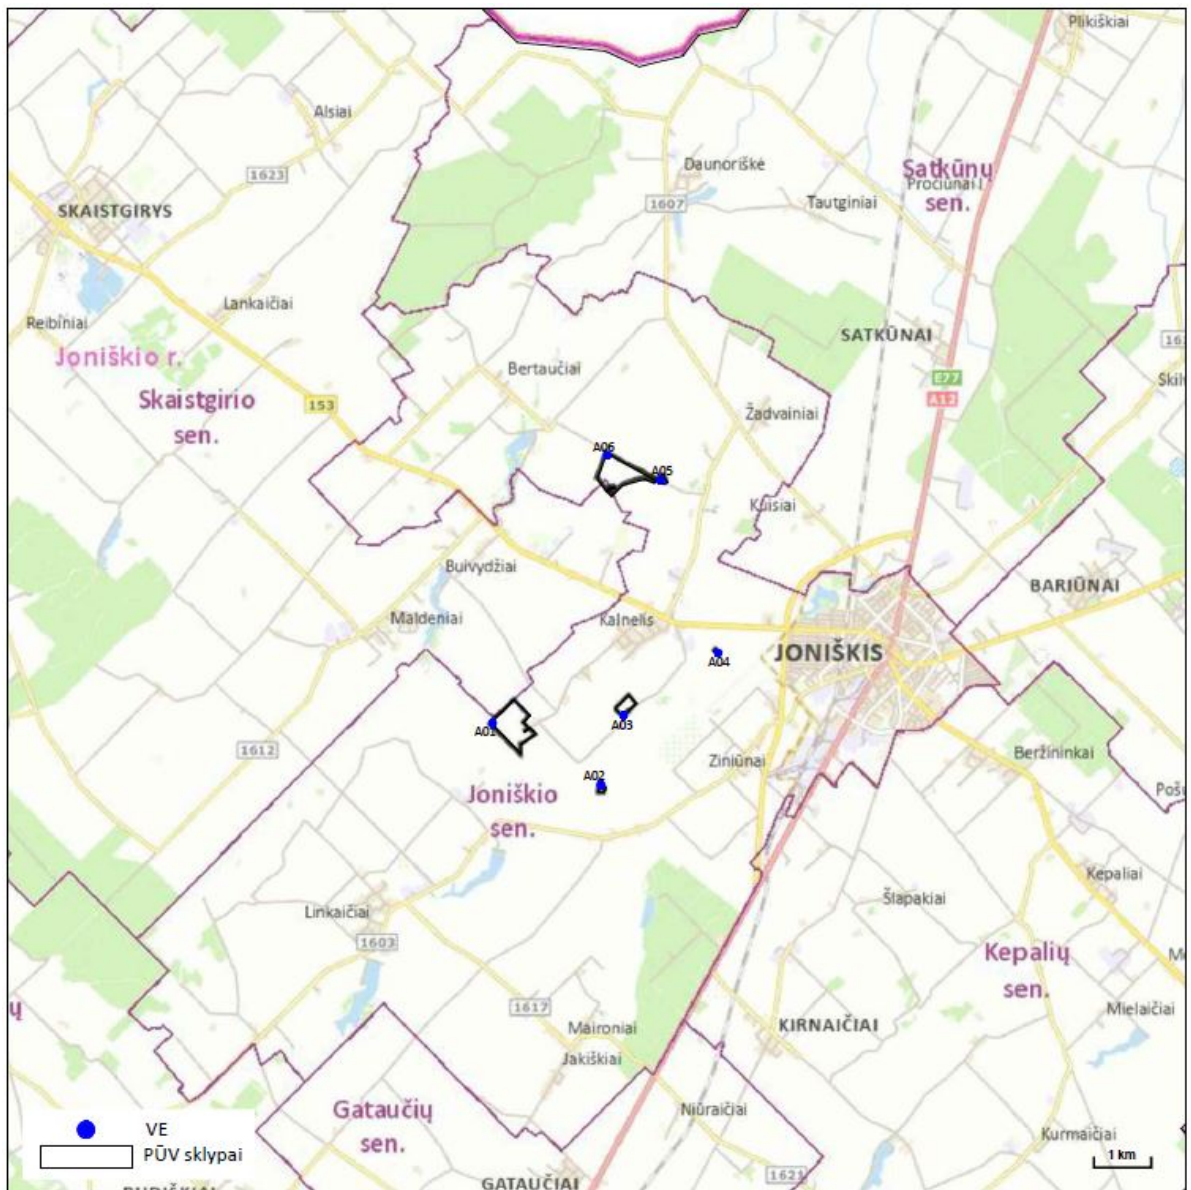 Plikiškiai
Alsiai
Daunoriškė
1623
Satkūnų
Prociūnai I
sen.
SKAISTGIRYS
1607
Tautginiai
Lankaičiai
Reibiniai
SATKŪNAI
Joniškio r.
Bertaučiai
E77
Skaistgirio
sen.
153
A12
Žadvainiai
A06
A05
Kuisiai
Buivydžiai
BARIŪNAI
Maldeniai
Kalnelis
JONIŠKIS
A04
A01
A03
1612
Ziniūnai
Beržininkai
A02
Joniškio
sen.
Kepaliai
Šlapakiai
Linkaičiai
1603
Kepalių
sen.
ų
1617
Mielaičiai
Maironiai
KIRNAIČIAI
Jakiškiai
Gataučių
sen.
Niūraičiai
VE
PŪV sklypai
Kurmaičiai
1 km
1621
GATAUČIAI